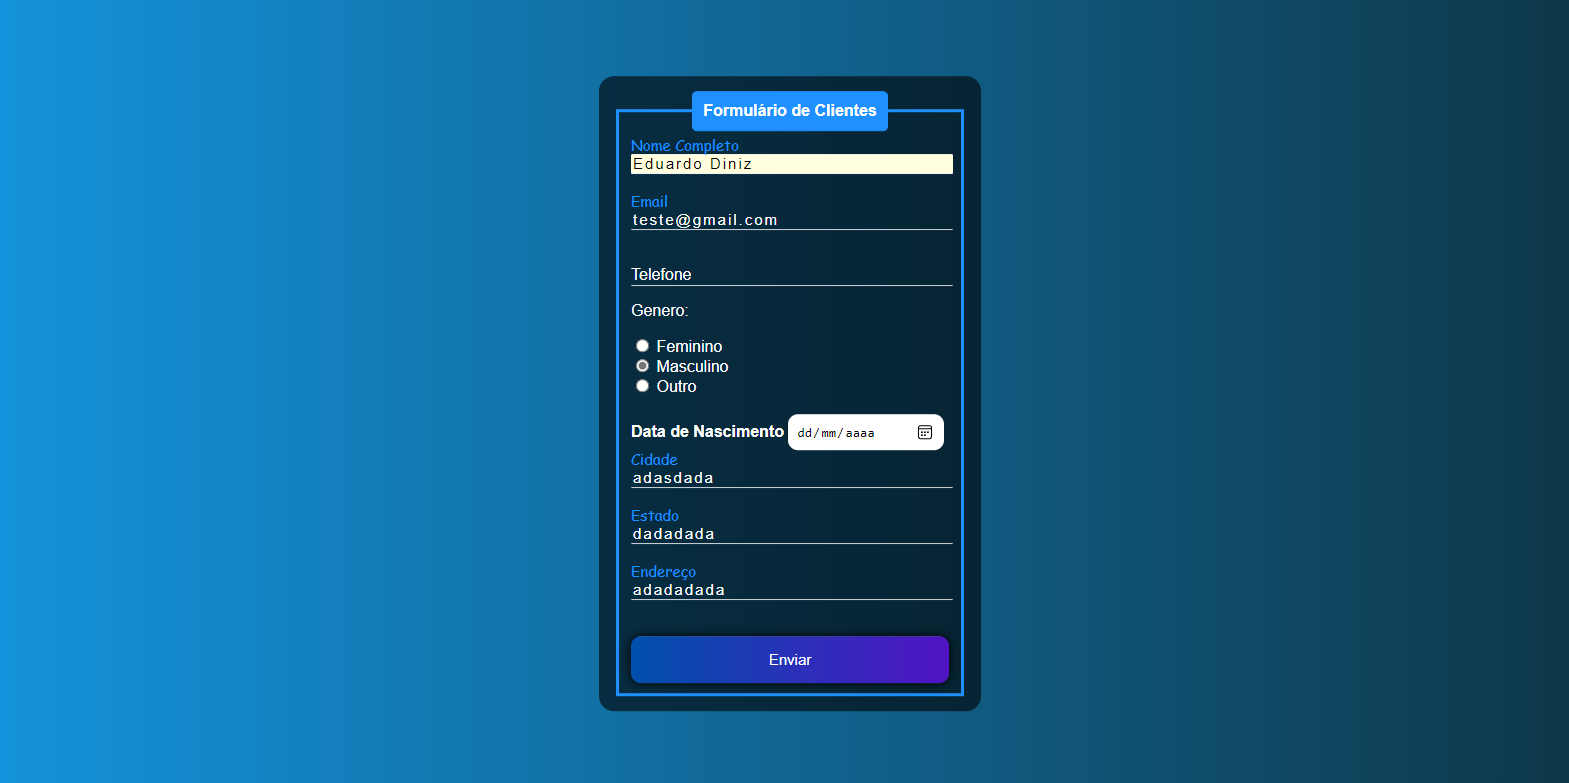 Formulário de Clientes
Nome Completo
Eduardo Diniz
Email
teste@gmail.com
Telefone
Genero:
Feminino
Masculino
Outro
Data de Nascimento dd/mm/aaaa
Cidade
adasdada
Estado
dadadada
Endereço
adadadada
Enviar